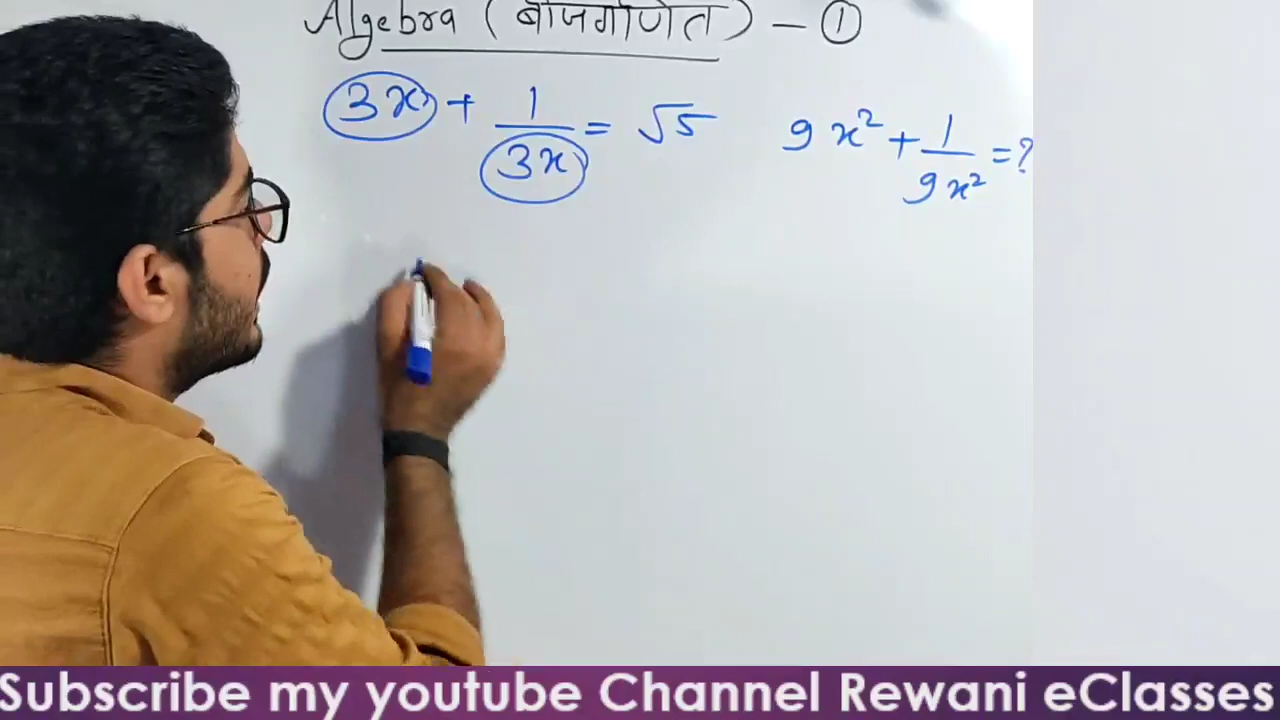 Algebra (बीजगणित) - ①
3x + 1/3x = √5 9x² + 1/9x² = ?
Subscribe my youtube Channel Rewani eClasses